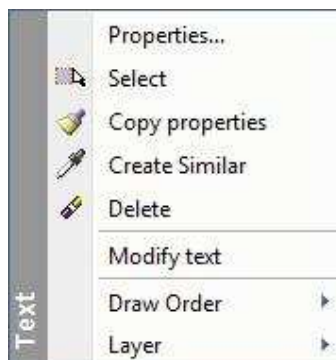 Properties...
Select
Copy properties
Create Similar
Delete
Modify text
Draw Order
Layer
Text